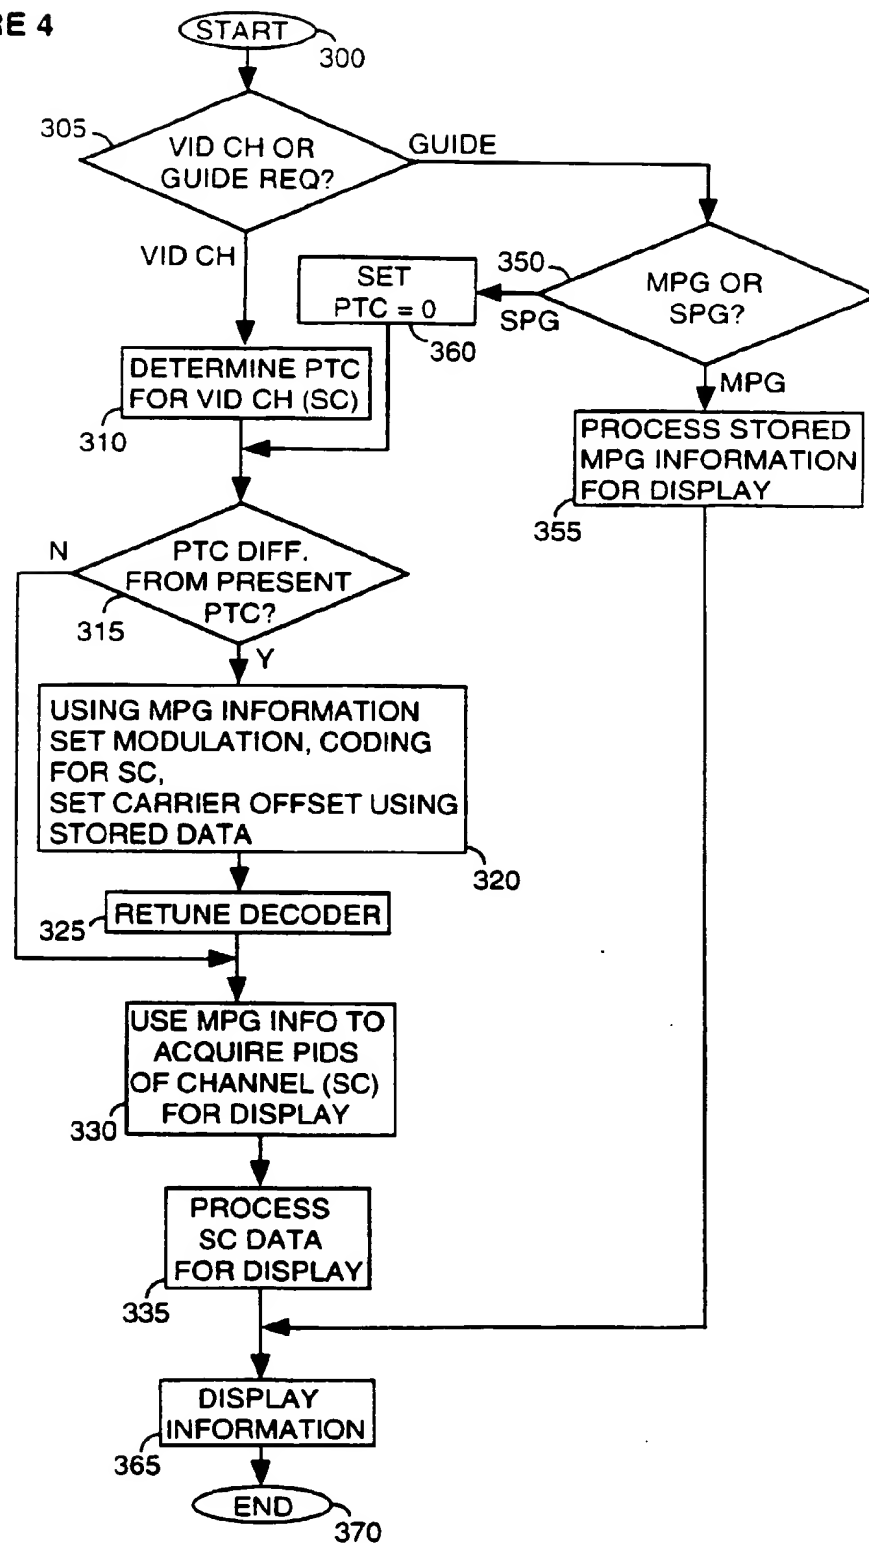 RE 4
START
300
305
VID CH OR
GUIDE REQ?
GUIDE
VID CH
350
MPG OR
SPG?
SPG
MPG
SET
PTC = 0
360
DETERMINE PTC
FOR VID CH (SC)
310
PROCESS STORED
MPG INFORMATION
FOR DISPLAY
355
N
PTC DIFF.
FROM PRESENT
PTC?
315
Y
USING MPG INFORMATION
SET MODULATION, CODING
FOR SC,
SET CARRIER OFFSET USING
STORED DATA
320
325
RETUNE DECODER
USE MPG INFO TO
ACQUIRE PIDS
OF CHANNEL (SC)
FOR DISPLAY
330
PROCESS
SC DATA
FOR DISPLAY
335
DISPLAY
INFORMATION
365
END
370